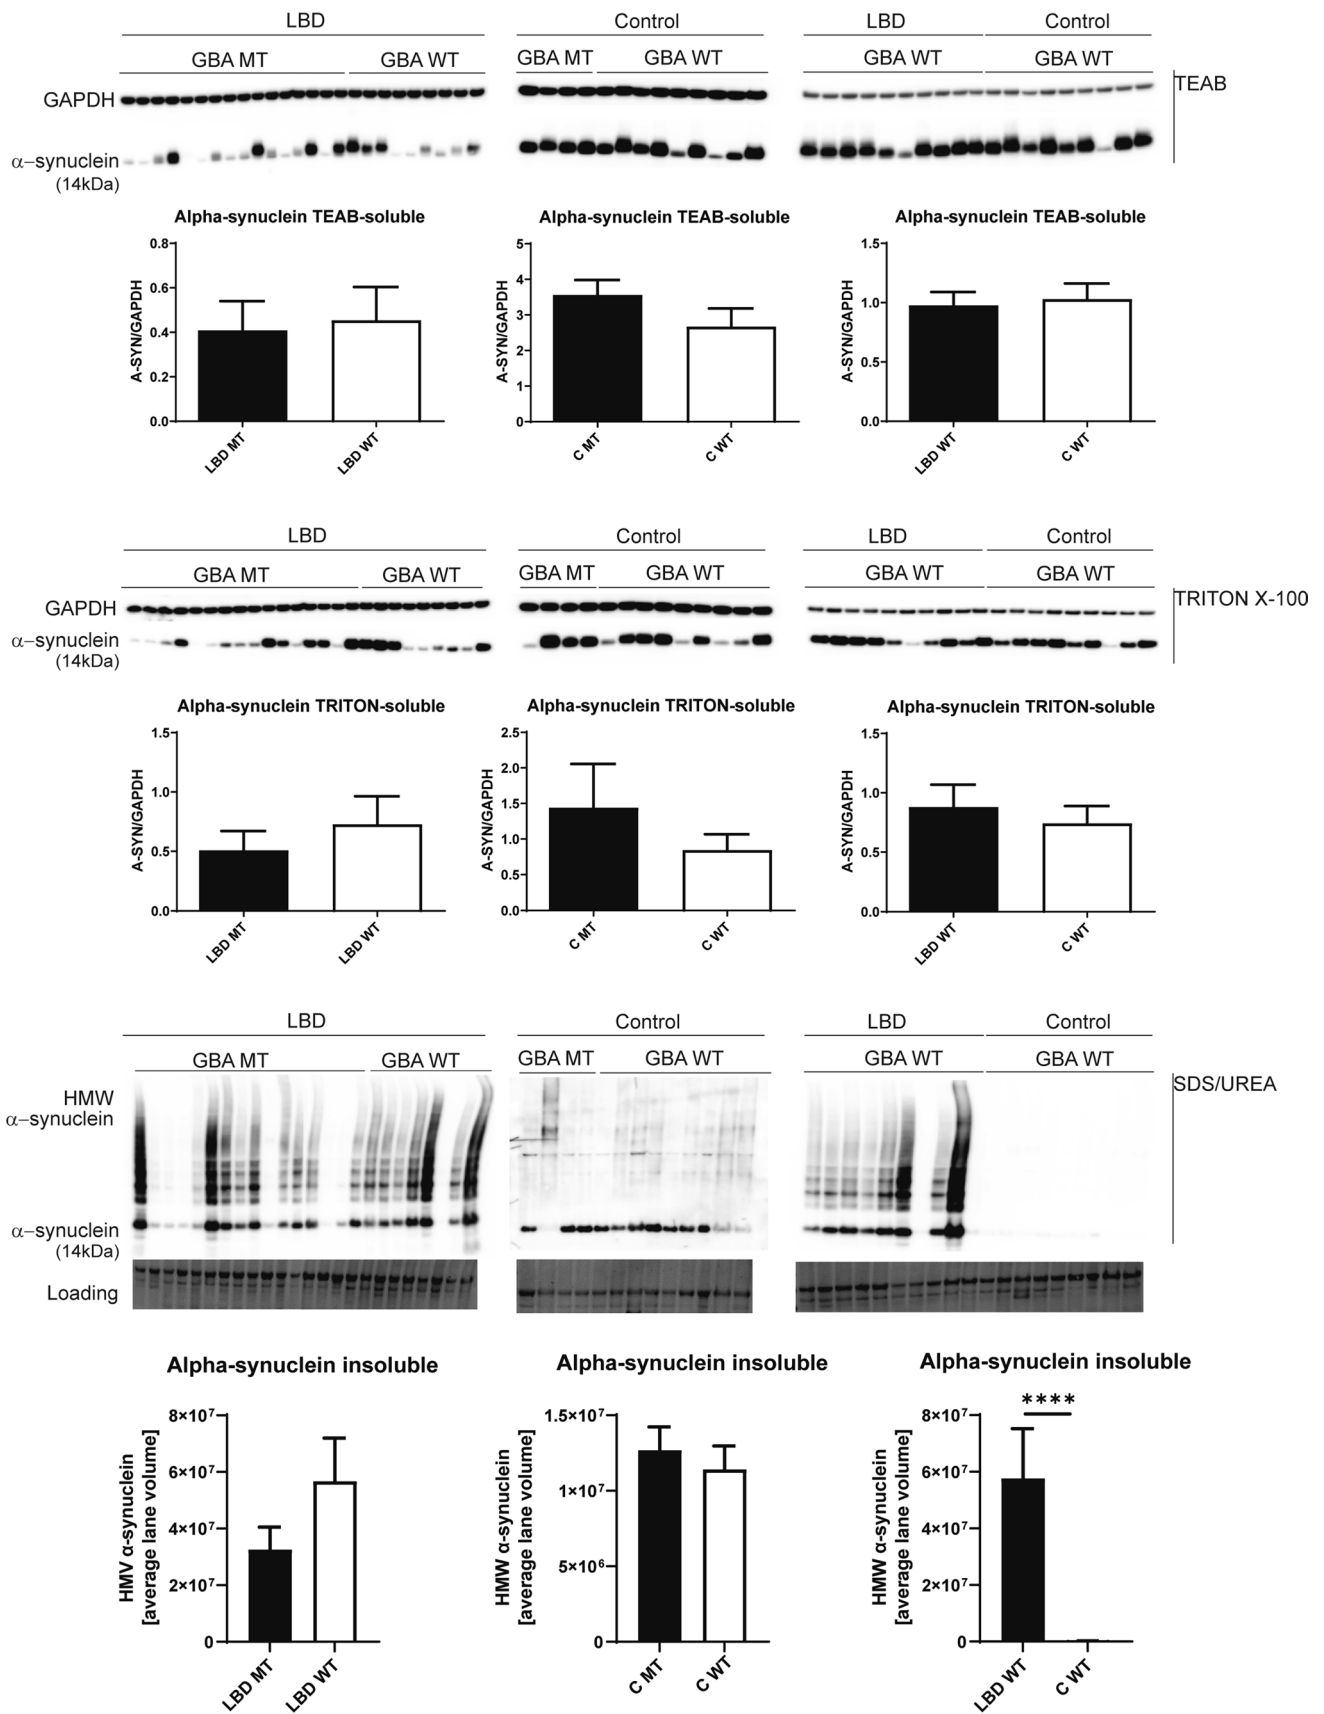 LBD
Control
LBD
Control
GBA MT
GBA WT
GBA MT
GBA WT
GBA WT
GBA WT
GAPDH
TEAB
α–synuclein
(14kDa)
Alpha-synuclein TEAB-soluble
A-SYN/GAPDH
0.8
0.6
0.4
0.2
0.0
LBD MT
LBD WT
Alpha-synuclein TEAB-soluble
A-SYN/GAPDH
5
4
3
2
1
0
C MT
C WT
Alpha-synuclein TEAB-soluble
A-SYN/GAPDH
1.5
1.0
0.5
0.0
LBD WT
C WT
LBD
Control
LBD
Control
GBA MT
GBA WT
GBA MT
GBA WT
GBA WT
GBA WT
GAPDH
TRITON X-100
α–synuclein
(14kDa)
Alpha-synuclein TRITON-soluble
A-SYN/GAPDH
1.5
1.0
0.5
0.0
LBD MT
LBD WT
Alpha-synuclein TRITON-soluble
A-SYN/GAPDH
2.5
2.0
1.5
1.0
0.5
0.0
C MT
C WT
Alpha-synuclein TRITON-soluble
A-SYN/GAPDH
1.5
1.0
0.5
0.0
LBD WT
C WT
LBD
Control
LBD
Control
GBA MT
GBA WT
GBA MT
GBA WT
GBA WT
GBA WT
HMW
α–synuclein
SDS/UREA
α–synuclein
(14kDa)
Loading
Alpha-synuclein insoluble
HMV α-synuclein
[average lane volume]
8×10⁷
6×10⁷
4×10⁷
2×10⁷
0
LBD MT
LBD WT
Alpha-synuclein insoluble
HMW α-synuclein
[average lane volume]
1.5×10⁷
1×10⁷
5×10⁶
0
C MT
C WT
Alpha-synuclein insoluble
HMW α-synuclein
[average lane volume]
****
8×10⁷
6×10⁷
4×10⁷
2×10⁷
0
LBD WT
C WT